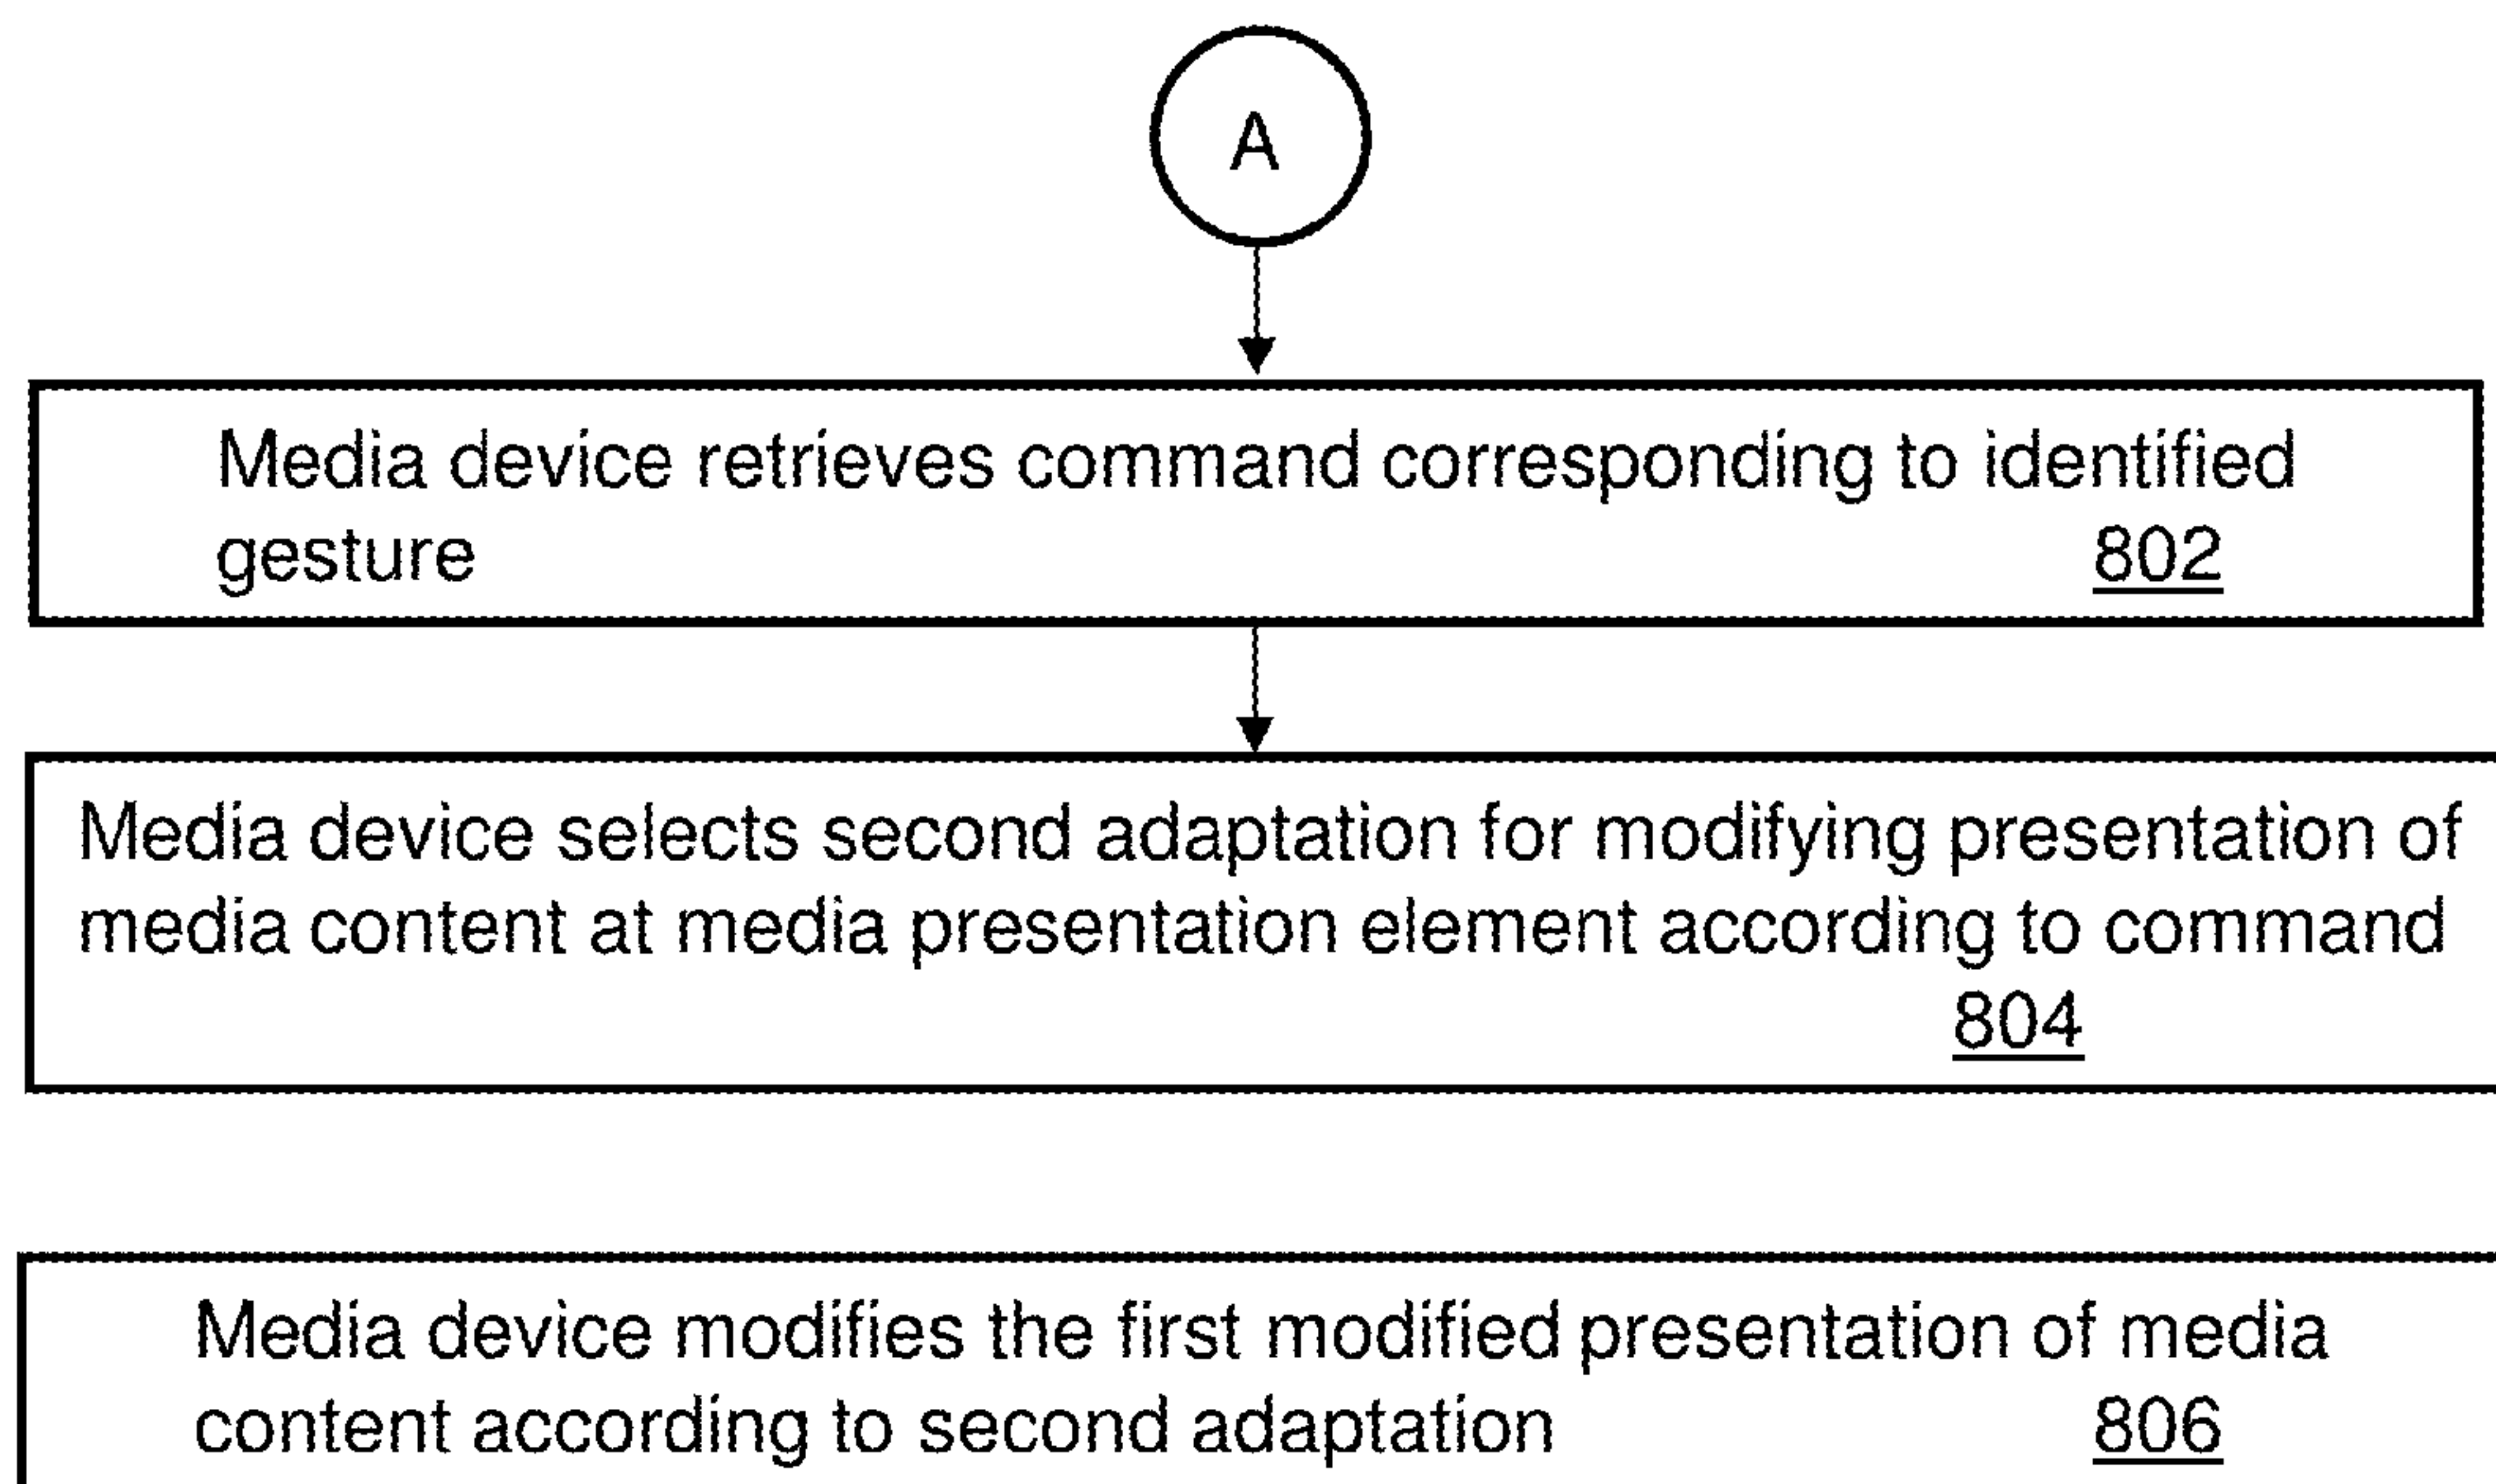 A
Media device retrieves command corresponding to identified
gesture 802
Media device selects second adaptation for modifying presentation of
media content at media presentation element according to command
804
Media device modifies the first modified presentation of media
content according to second adaptation 806